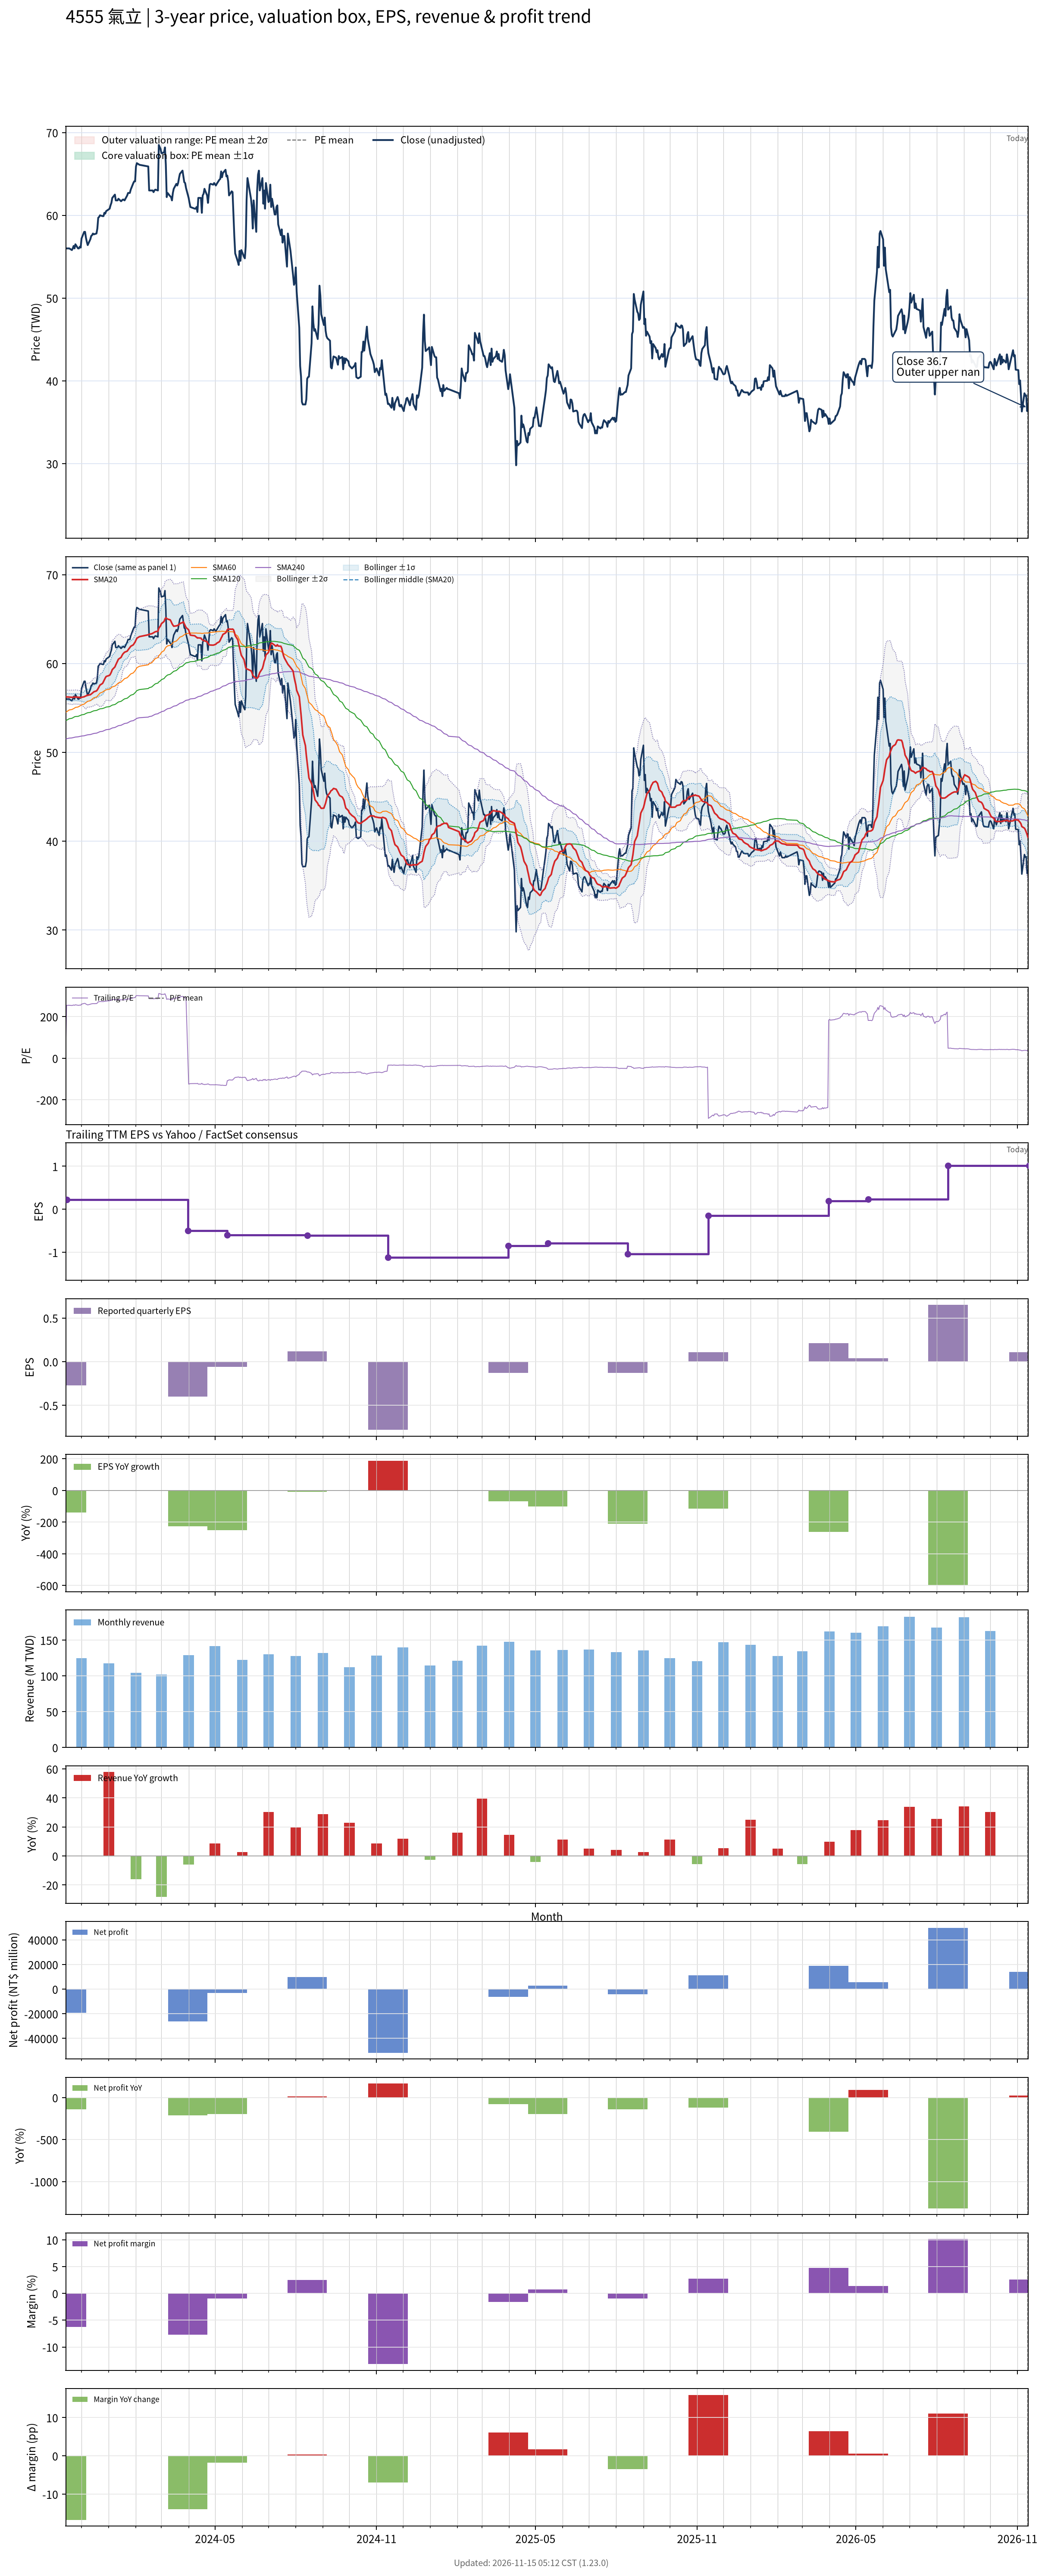 4555 氣立 | 3-year price, valuation box, EPS, revenue & profit trend
Outer valuation range: PE mean ±2σ
PE mean
Close (unadjusted)
Core valuation box: PE mean ±1σ
Today
70
60
50
40
30
Price (TWD)
Close 36.7
Outer upper nan
Close (same as panel 1)
SMA60
SMA240
Bollinger ±1σ
SMA20
SMA120
Bollinger ±2σ
Bollinger middle (SMA20)
70
60
50
40
30
Price
Trailing P/E
P/E mean
200
0
-200
P/E
Trailing TTM EPS vs Yahoo / FactSet consensus
Today
1
0
-1
EPS
Reported quarterly EPS
0.5
0.0
-0.5
EPS
EPS YoY growth
200
0
-200
-400
-600
YoY (%)
Monthly revenue
150
100
50
0
Revenue (M TWD)
Revenue YoY growth
60
40
20
0
-20
YoY (%)
Month
Net profit
40000
20000
0
-20000
-40000
Net profit (NT$ million)
Net profit YoY
0
-500
-1000
YoY (%)
Net profit margin
10
5
0
-5
-10
Margin (%)
Margin YoY change
10
0
-10
Δ margin (pp)
2024-05
2024-11
2025-05
2025-11
2026-05
2026-11
Updated: 2026-11-15 05:12 CST (1.23.0)